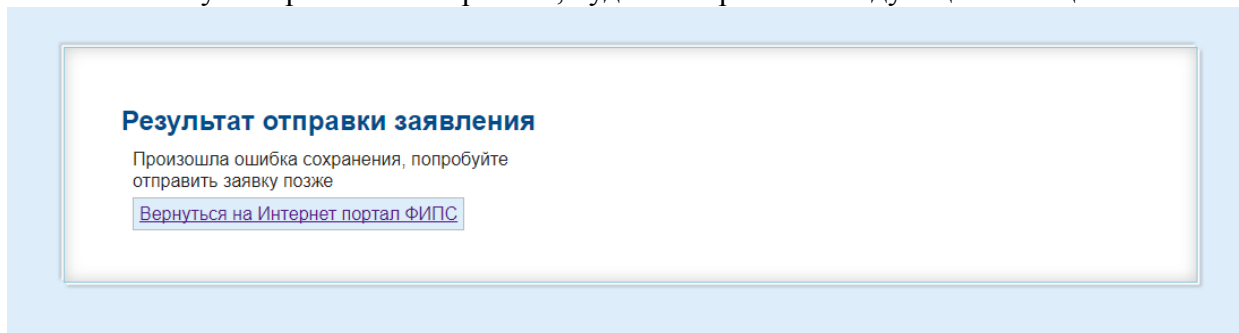 Результат отправки заявления
Произошла ошибка сохранения, попробуйте
отправить заявку позже
Вернуться на Интернет портал ФИПС